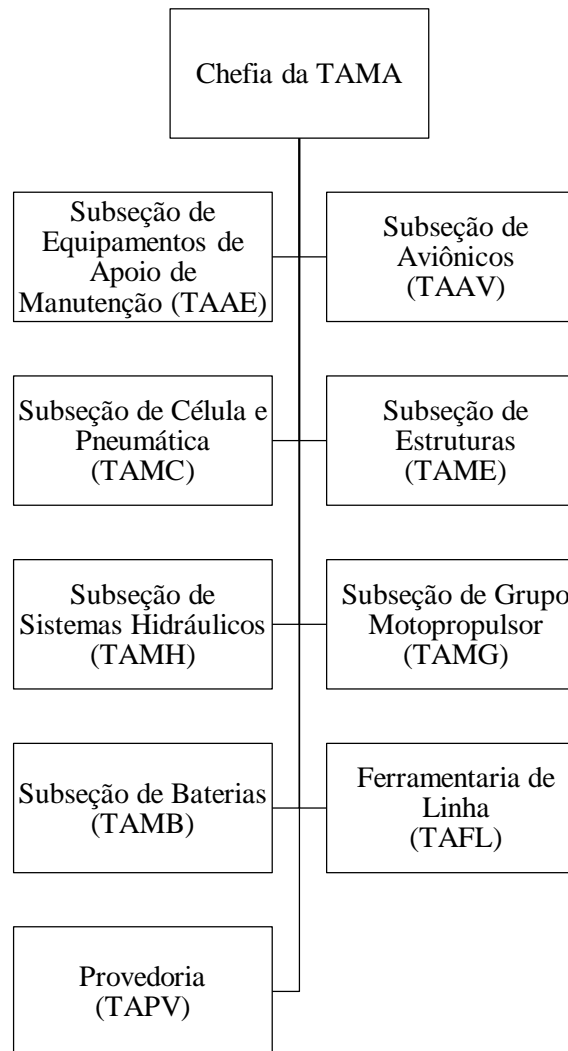 Chefia da TAMA
Subseção de
Equipamentos de
Apoio de
Manutenção (TAAE)
Subseção de
Aviônicos
(TAAV)
Subseção de Célula e
Pneumática
(TAMC)
Subseção de
Estruturas
(TAME)
Subseção de
Sistemas Hidráulicos
(TAMH)
Subseção de Grupo
Motopropulsor
(TAMG)
Subseção de Baterias
(TAMB)
Ferramentaria de
Linha
(TAFL)
Provedoria
(TAPV)